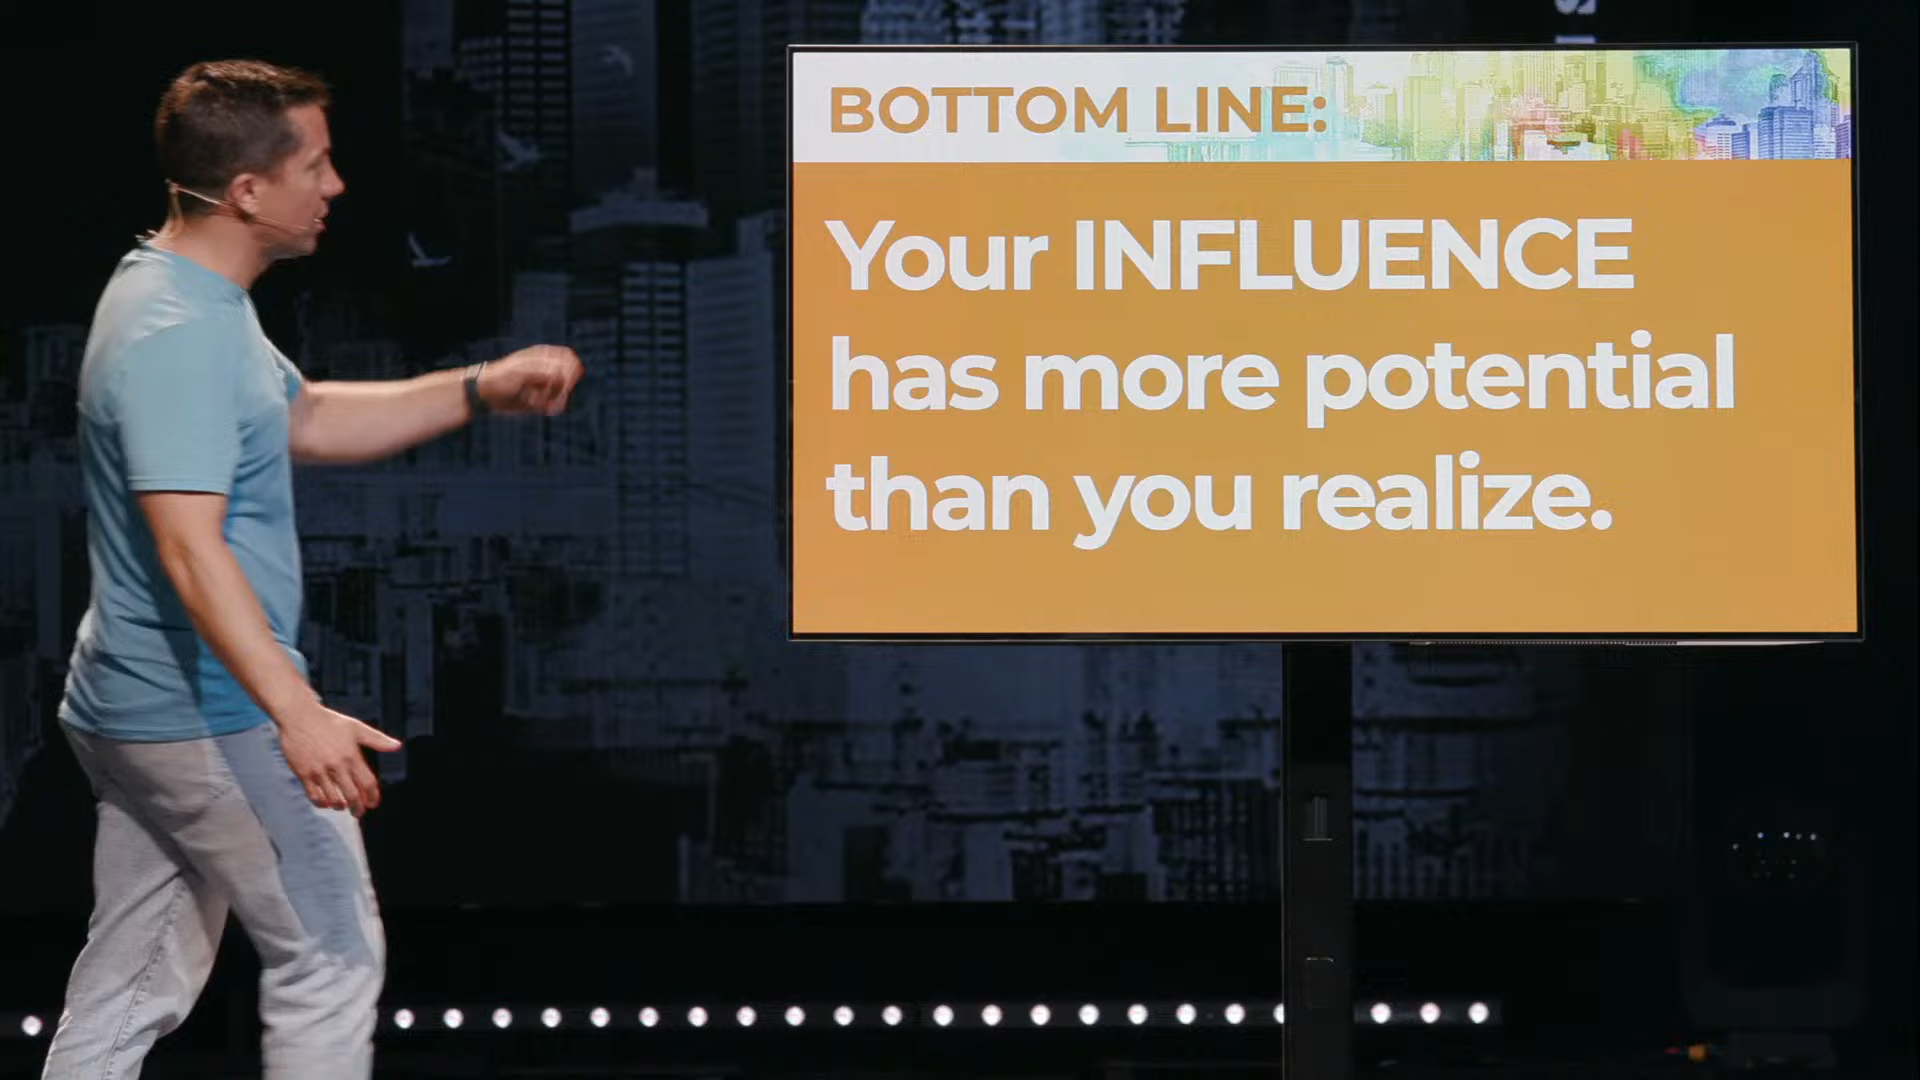 BOTTOM LINE:
Your INFLUENCE
has more potential
than you realize.